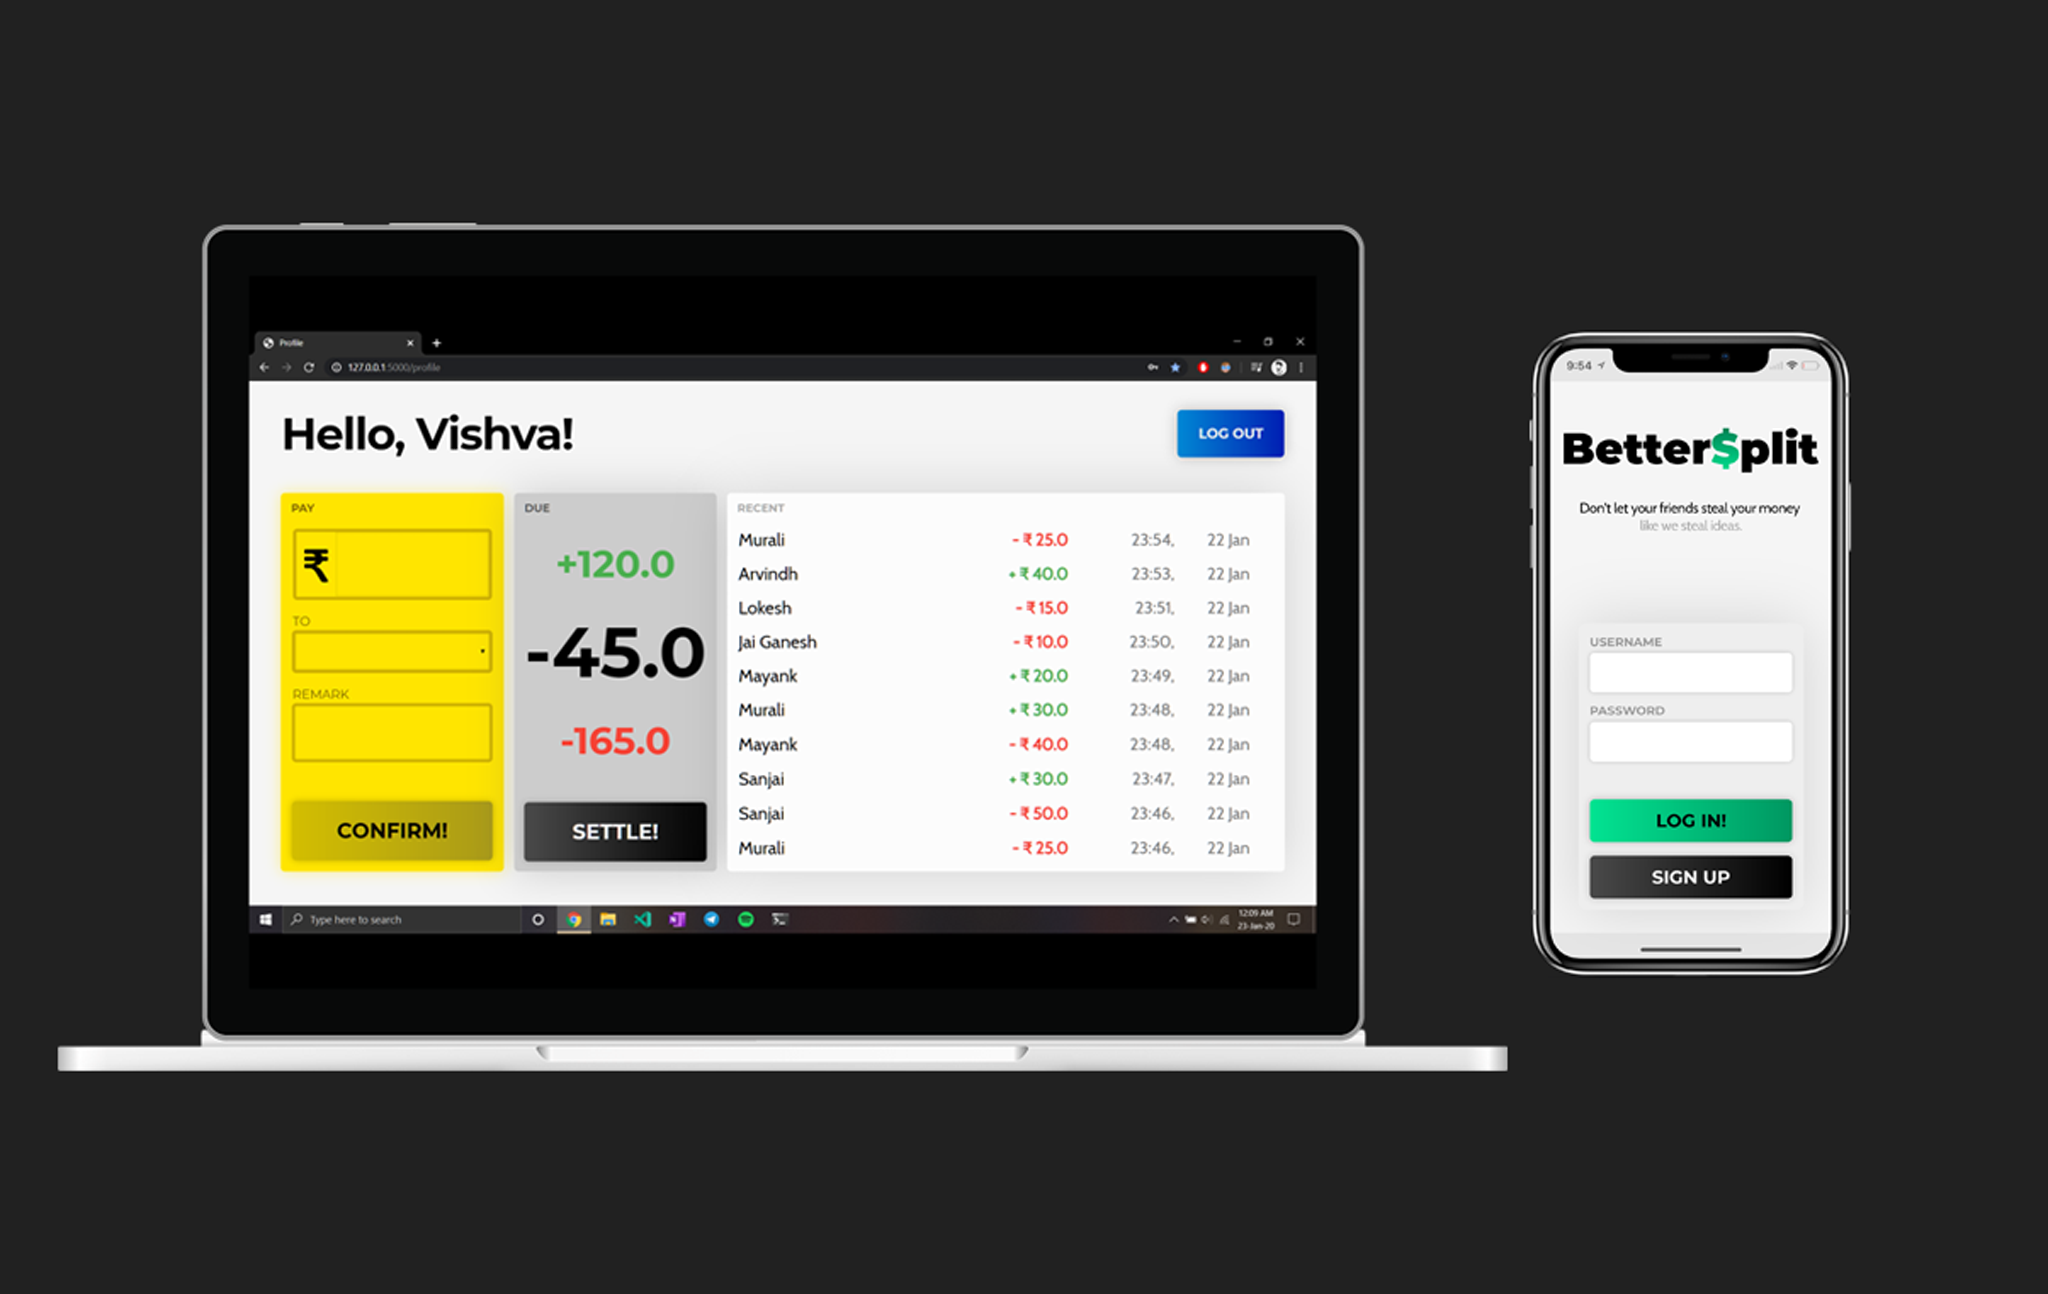 Profile
127.0.0.1:5000/profile
Hello, Vishva!
LOG OUT
PAY
₹
TO
REMARK
CONFIRM!
DUE
+120.0
-45.0
-165.0
SETTLE!
RECENT
Murali - ₹ 25.0 23:54, 22 Jan
Arvindh + ₹ 40.0 23:53, 22 Jan
Lokesh - ₹ 15.0 23:51, 22 Jan
Jai Ganesh - ₹ 10.0 23:50, 22 Jan
Mayank + ₹ 20.0 23:49, 22 Jan
Murali + ₹ 30.0 23:48, 22 Jan
Mayank - ₹ 40.0 23:48, 22 Jan
Sanjai + ₹ 30.0 23:47, 22 Jan
Sanjai - ₹ 50.0 23:46, 22 Jan
Murali - ₹ 25.0 23:46, 22 Jan
Type here to search
12:09 AM
23-Jan-20
9:54
Better$plit
Don't let your friends steal your money
like we steal ideas.
USERNAME
PASSWORD
LOG IN!
SIGN UP